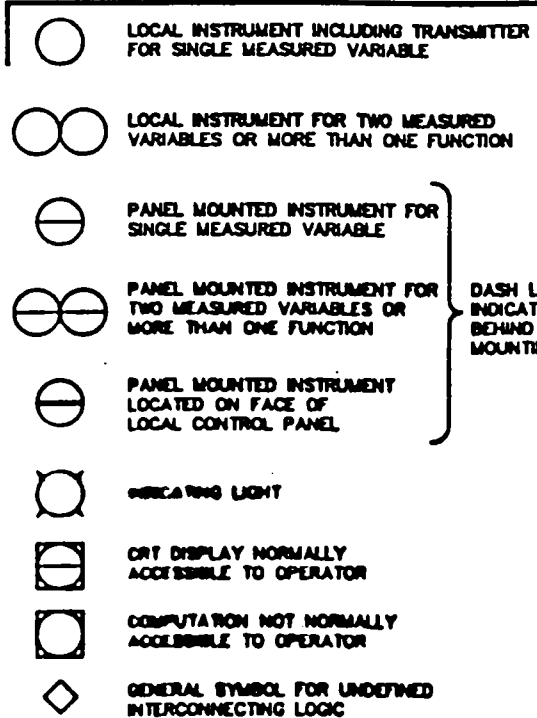 LOCAL INSTRUMENT INCLUDING TRANSMITTER
FOR SINGLE MEASURED VARIABLE
LOCAL INSTRUMENT FOR TWO MEASURED
VARIABLES OR MORE THAN ONE FUNCTION
PANEL MOUNTED INSTRUMENT FOR
SINGLE MEASURED VARIABLE
PANEL MOUNTED INSTRUMENT FOR
TWO MEASURED VARIABLES OR
MORE THAN ONE FUNCTION
DASH L
INDICAT
BEHIND
MOUNTI
PANEL MOUNTED INSTRUMENT
LOCATED ON FACE OF
LOCAL CONTROL PANEL
INDICATING LIGHT
CRT DISPLAY NORMALLY
ACCESSIBLE TO OPERATOR
COMPUTATION NOT NORMALLY
ACCESSIBLE TO OPERATOR
GENERAL SYMBOL FOR UNDEFINED
INTERCONNECTING LOGIC